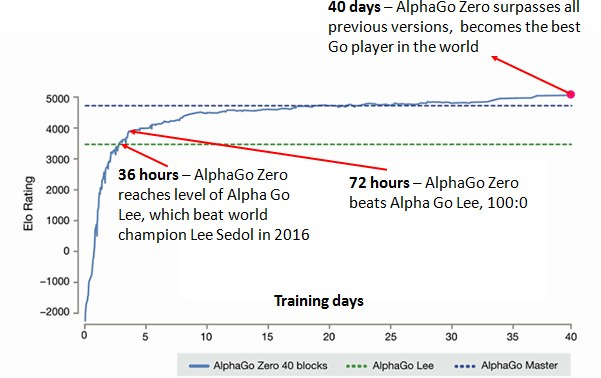 40 days – AlphaGo Zero surpasses all
previous versions,  becomes the best
Go player in the world
5000
4000
3000
2000
1000
0
−1000
−2000
Elo Rating
36 hours – AlphaGo Zero
reaches level of Alpha Go
Lee, which beat world
champion Lee Sedol in 2016
72 hours – AlphaGo Zero
beats Alpha Go Lee, 100:0
Training days
0 5 10 15 20 25 30 35 40
AlphaGo Zero 40 blocks AlphaGo Lee AlphaGo Master